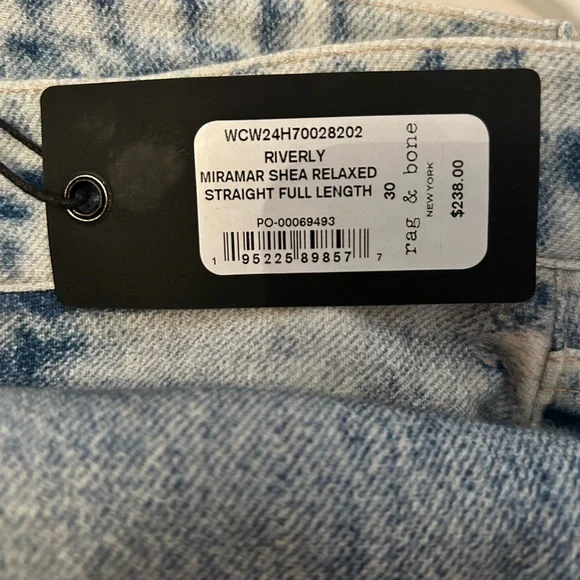 WCW24H70028202
RIVERLY
MIRAMAR SHEA RELAXED
STRAIGHT FULL LENGTH
30
PO-00069493
1 95225 89857 7
rag & bone
NEW YORK
$238.00